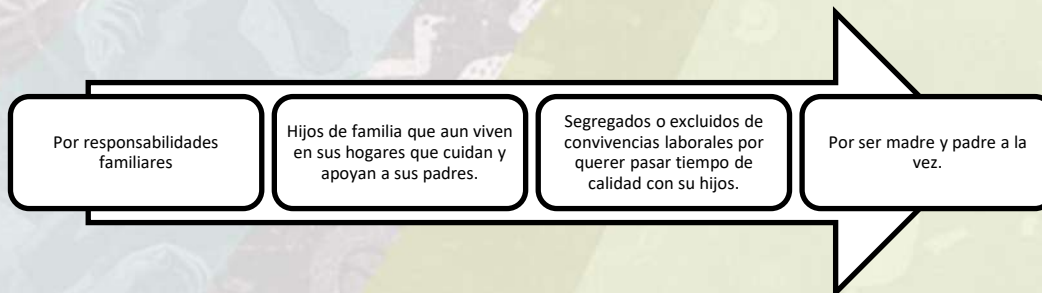 Por responsabilidades
familiares
Hijos de familia que aun viven
en sus hogares que cuidan y
apoyan a sus padres.
Segregados o excluidos de
convivencias laborales por
querer pasar tiempo de
calidad con su hijos.
Por ser madre y padre a la
vez.